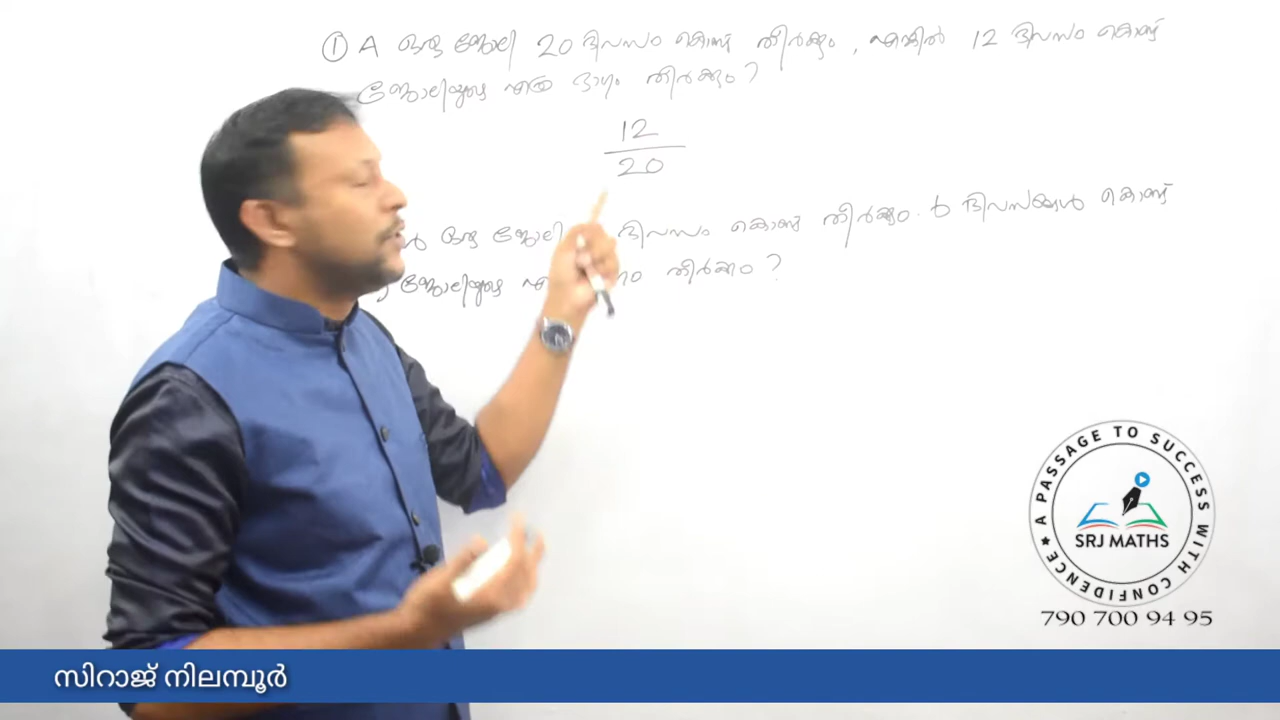 ① A ഒരു ജോലി 20 ദിവസം കൊണ്ട് തീർക്കും, എങ്കിൽ 12 ദിവസം കൊണ്ട്
ജോലിയുടെ എത്ര ഭാഗം തീർക്കും?
12
20
ഒരു ജോലി ദിവസം കൊണ്ട് തീർക്കും. 6 ദിവസങ്ങൾ കൊണ്ട്
ജോലിയുടെ തീർക്കും?
A PASSAGE TO SUCCESS WITH CONFIDENCE ★
SRJ MATHS
790 700 94 95
സിറാജ് നിലമ്പൂർ